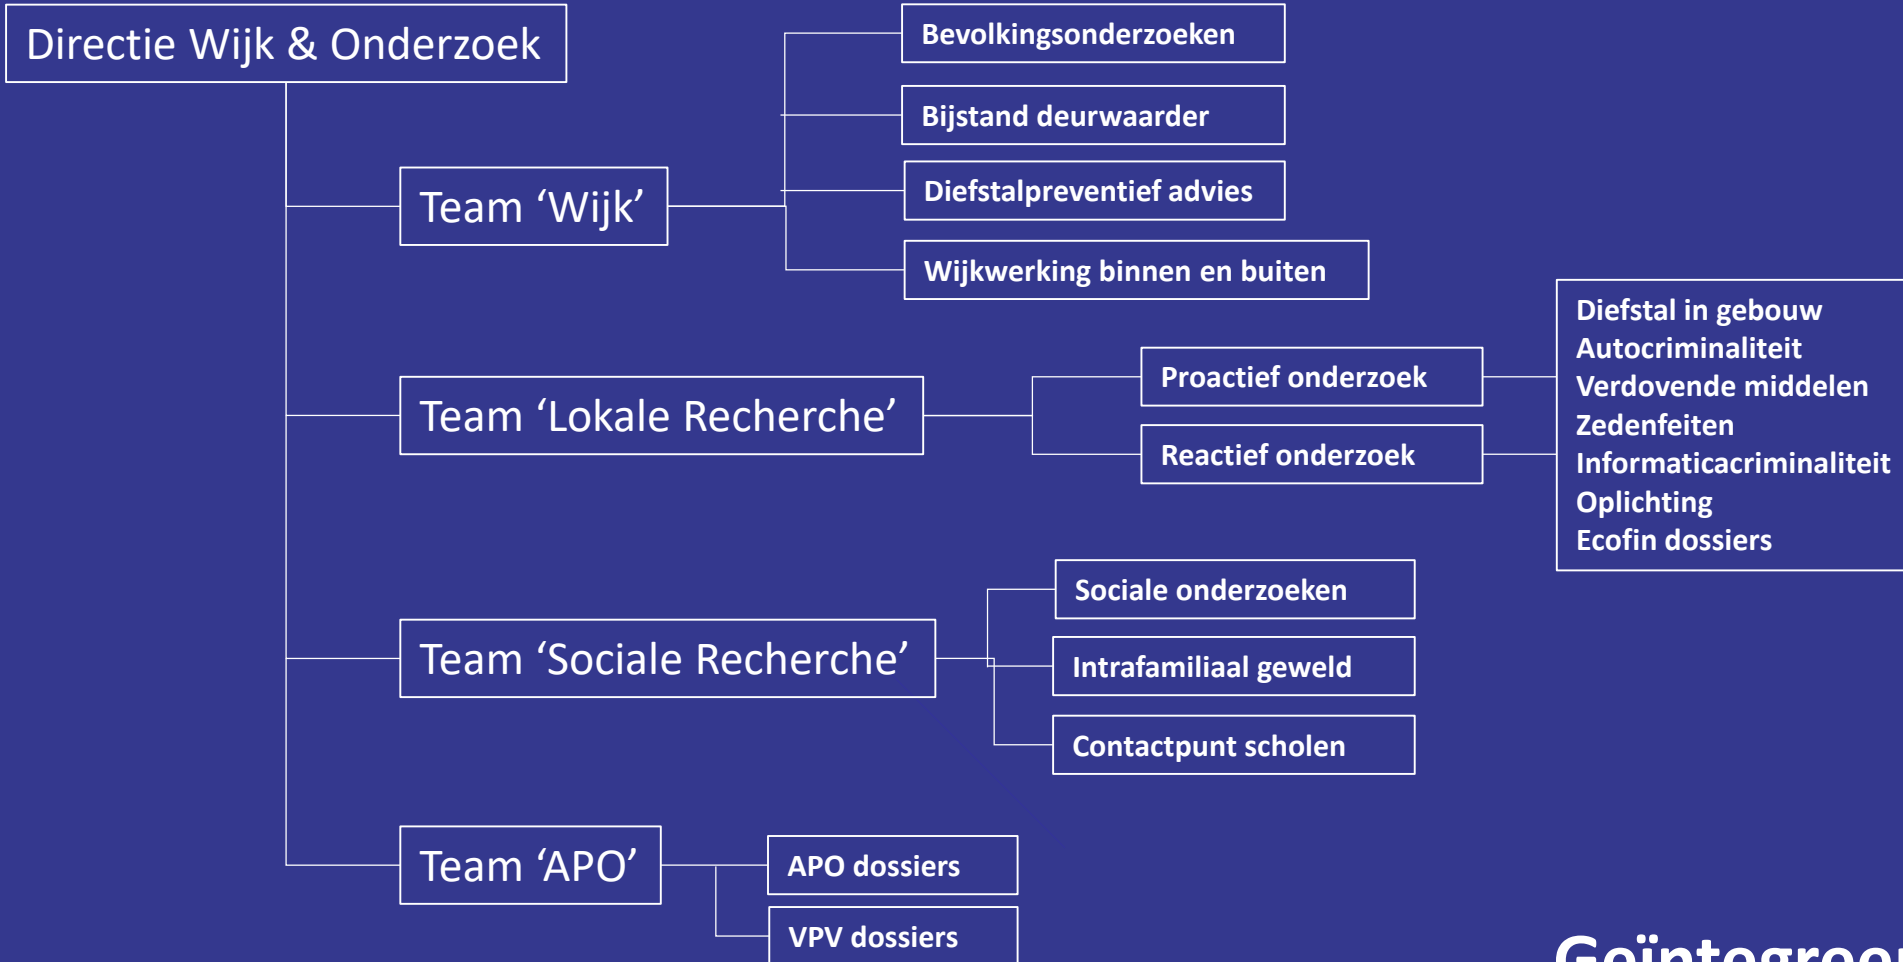 Directie Wijk & Onderzoek
Team ‘Wijk’
Bevolkingsonderzoeken
Bijstand deurwaarder
Diefstalpreventief advies
Wijkwerking binnen en buiten
Team ‘Lokale Recherche’
Proactief onderzoek
Reactief onderzoek
Diefstal in gebouw
Autocriminaliteit
Verdovende middelen
Zedenfeiten
Informaticacriminaliteit
Oplichting
Ecofin dossiers
Team ‘Sociale Recherche’
Sociale onderzoeken
Intrafamiliaal geweld
Contactpunt scholen
Team ‘APO’
APO dossiers
VPV dossiers